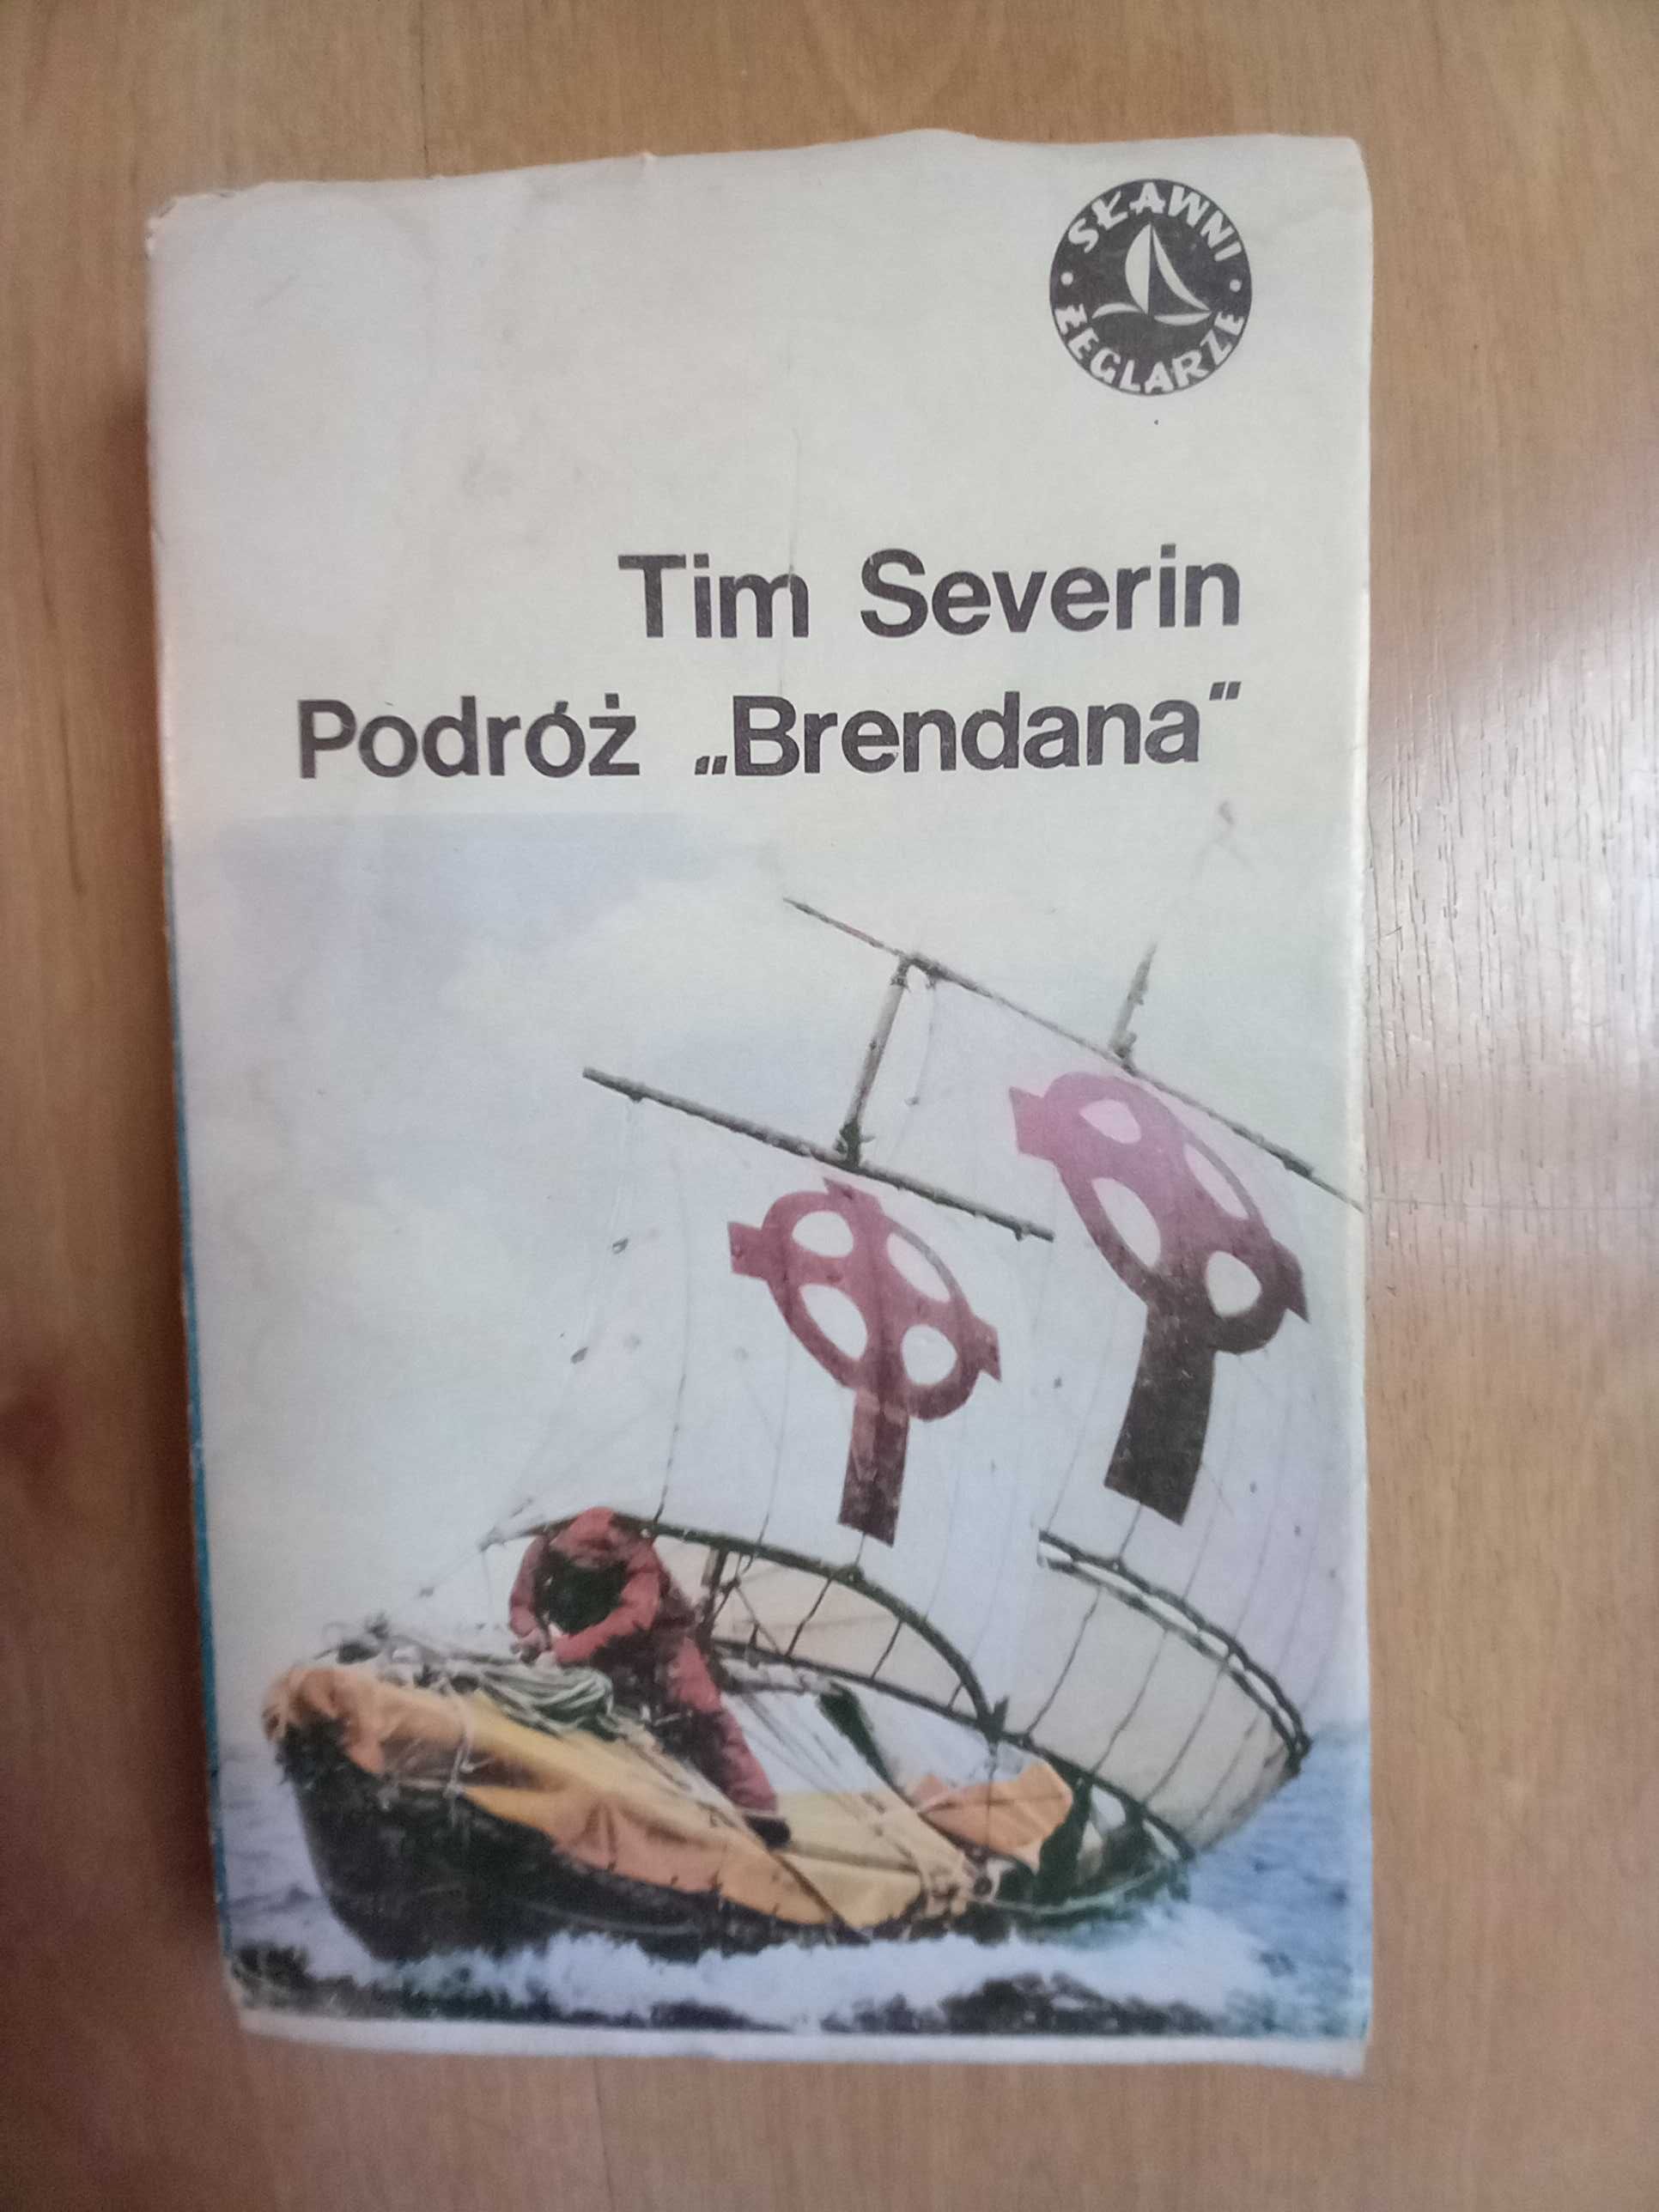 SŁAWNI
ŻEGLARZE
Tim Severin
Podróż „Brendana"